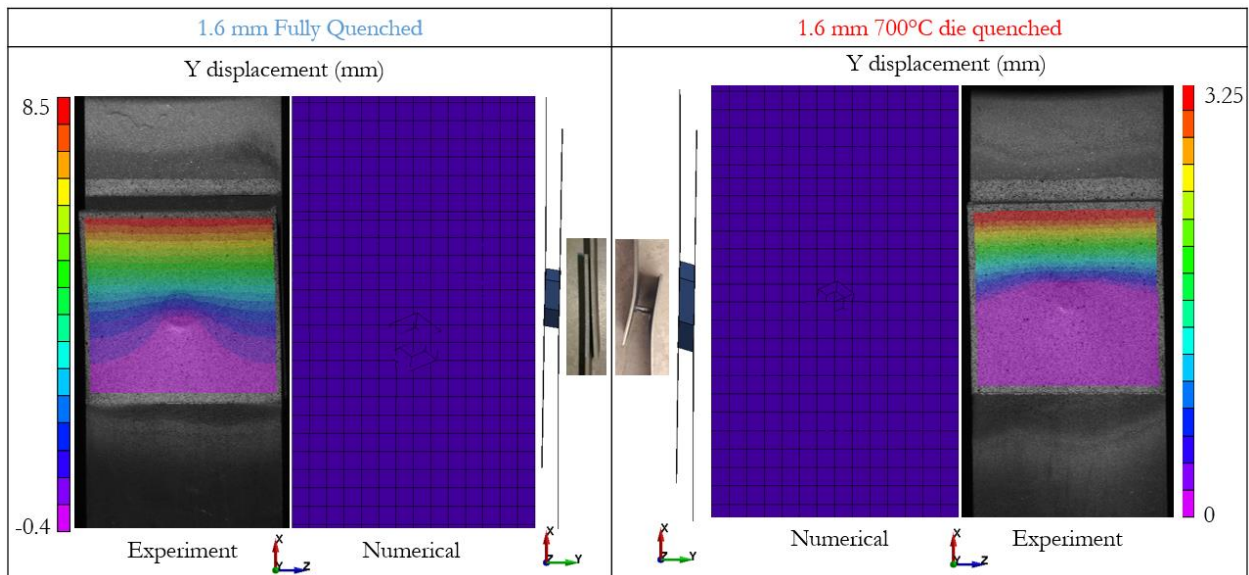 1.6 mm Fully Quenched
1.6 mm 700°C die quenched
Y displacement (mm)
8.5
-0.4
Experiment
X
Y
Z
Numerical
X
Z
Y
Y displacement (mm)
3.25
0
X
Z
Y
Numerical
X
Y
Z
Experiment